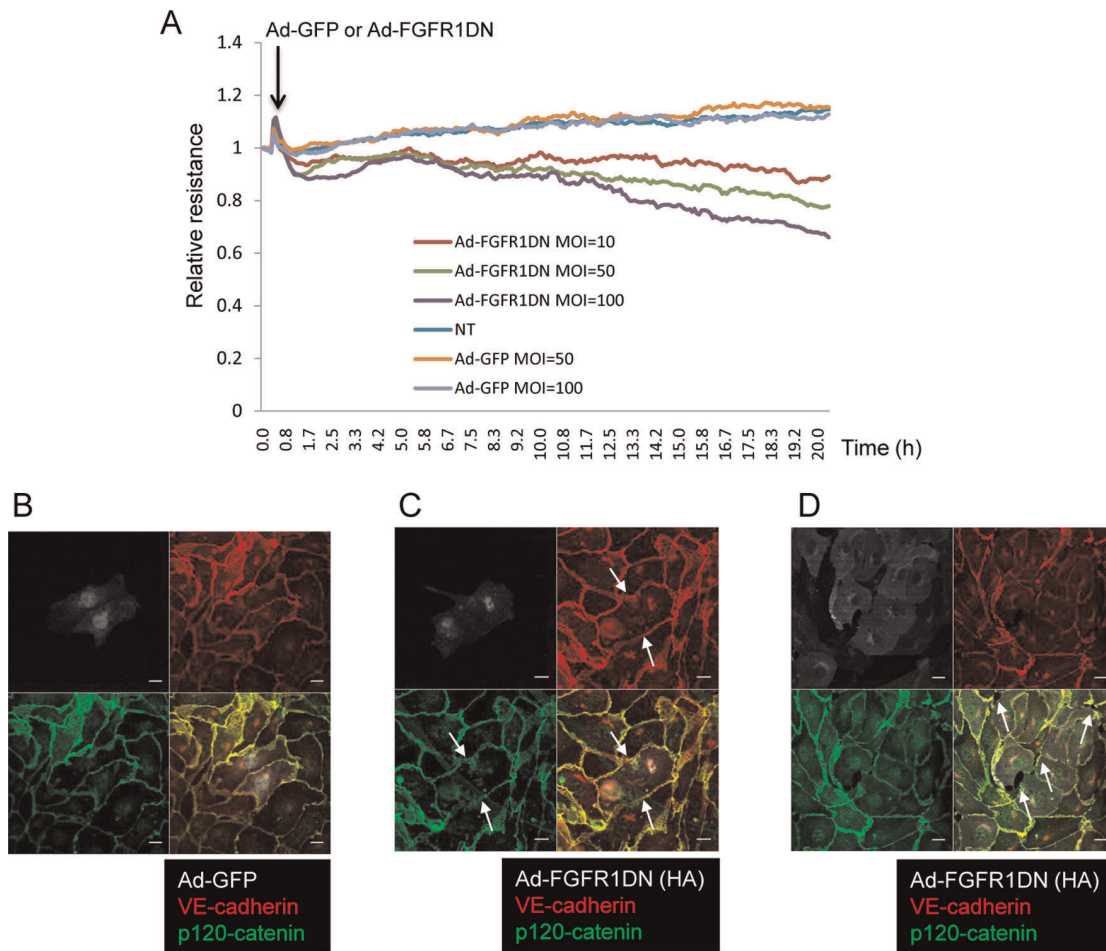 A
Ad-GFP or Ad-FGFR1DN
1.4
1.2
1
0.8
0.6
0.4
0.2
0
Relative resistance
Ad-FGFR1DN MOI=10
Ad-FGFR1DN MOI=50
Ad-FGFR1DN MOI=100
NT
Ad-GFP MOI=50
Ad-GFP MOI=100
0.0 0.8 1.7 2.5 3.3 4.2 5.0 5.8 6.7 7.5 8.3 9.2 10.0 10.8 11.7 12.5 13.3 14.2 15.0 15.8 16.7 17.5 18.3 19.2 20.0
Time (h)
B
Ad-GFP
VE-cadherin
p120-catenin
C
Ad-FGFR1DN (HA)
VE-cadherin
p120-catenin
D
Ad-FGFR1DN (HA)
VE-cadherin
p120-catenin